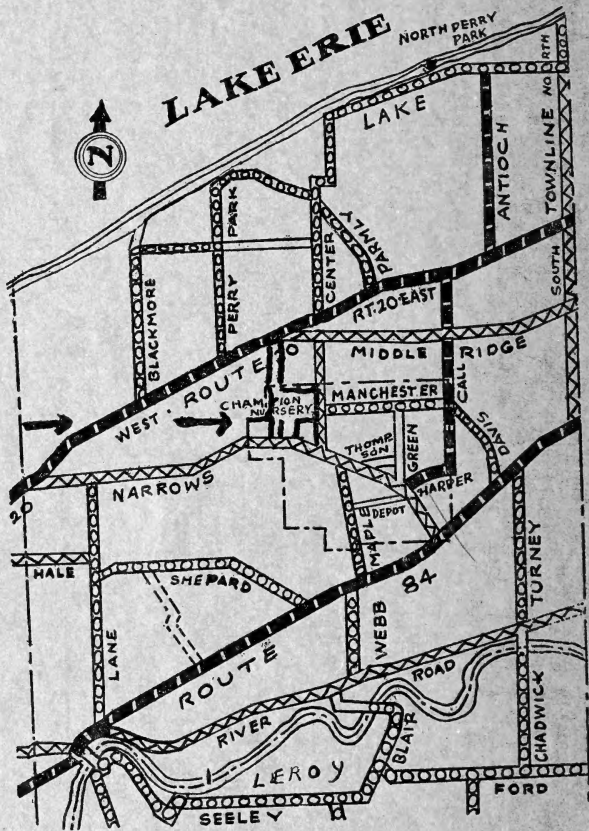 LAKE ERIE
NORTH PERRY
PARK
N
LAKE
ANTIOCH
TOWNLINE
NORTH
SOUTH
PARK
PERRY
CENTER
PARMLY
BLACKMORE
RT. 20-EAST
WEST · ROUTE 20
MIDDLE RIDGE
CHAMPION
NURSERY
MANCHESTER
CALL
DAVIS
THOMPSON
GREEN
HARPER
DEPOT
MAPLE
NARROWS
20
HALE
SHEPARD
LANE
ROUTE 84
WEBB
TURNEY
RIVER ROAD
BLAIR
CHADWICK
LEROY
SEELEY
FORD